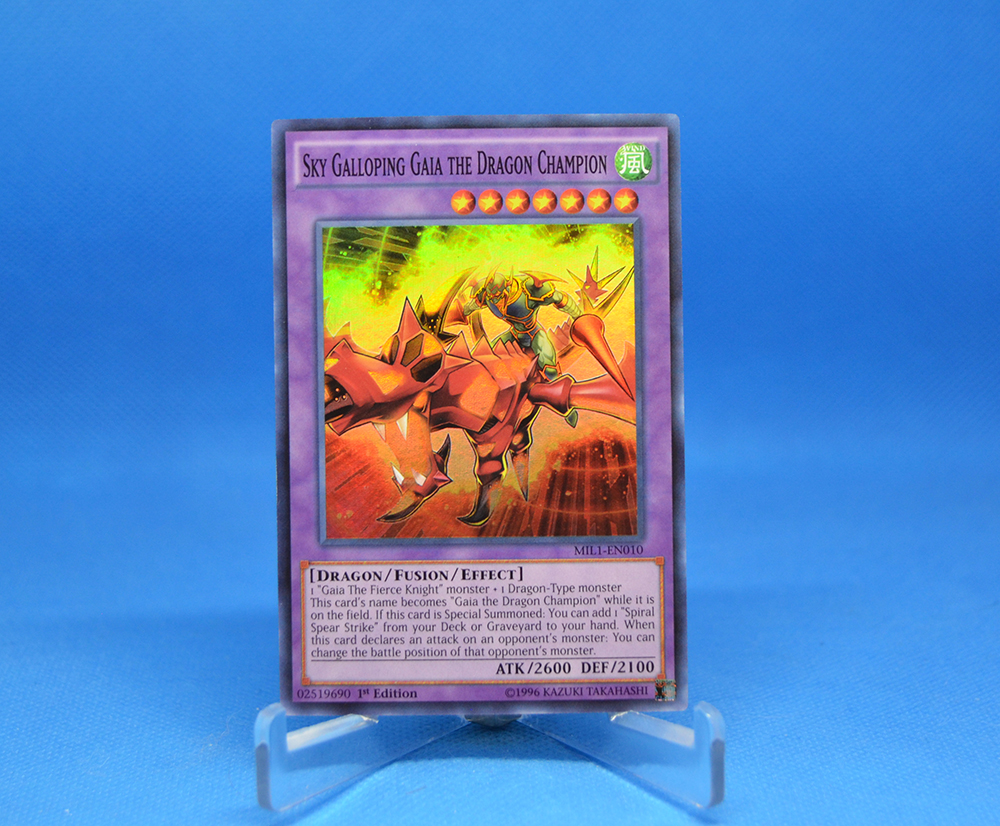 SKY GALLOPING GAIA THE DRAGON CHAMPION
WIND
風
MIL1-EN010
[DRAGON/FUSION/EFFECT]
1 "Gaia The Fierce Knight" monster + 1 Dragon-Type monster
This card's name becomes "Gaia the Dragon Champion" while it is
on the field. If this card is Special Summoned: You can add 1 "Spiral
Spear Strike" from your Deck or Graveyard to your hand. When
this card declares an attack on an opponent's monster: You can
change the battle position of that opponent's monster.
ATK/2600 DEF/2100
02519690 1st Edition ©1996 KAZUKI TAKAHASHI